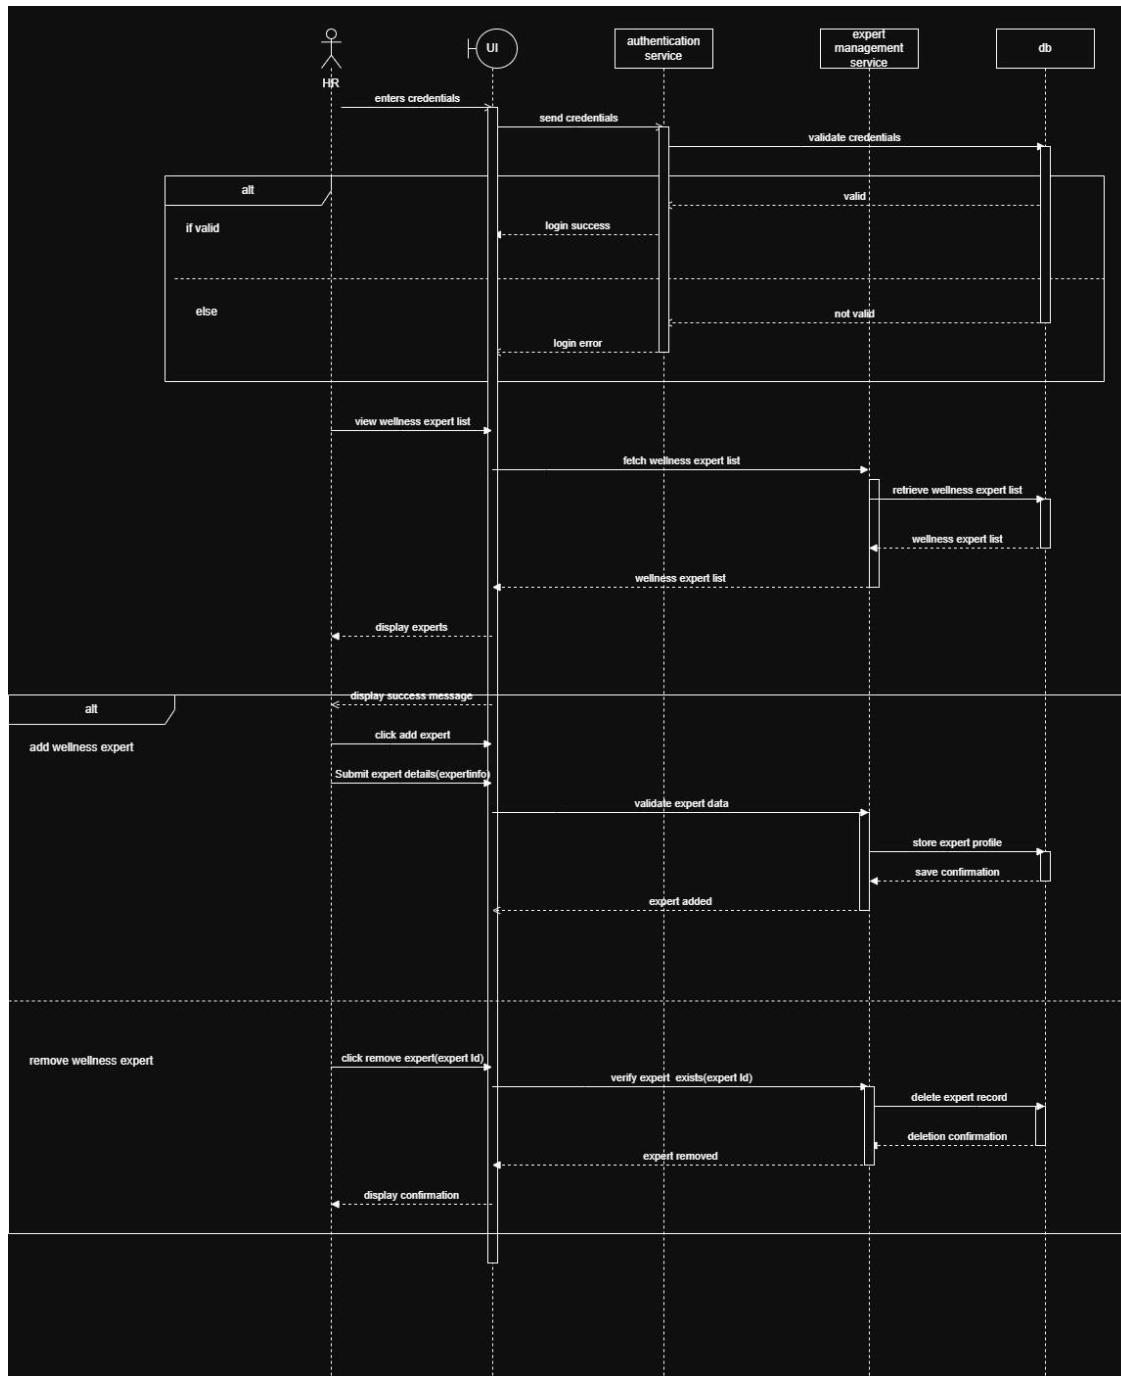 HR
UI
authentication
service
expert
management
service
db
enters credentials
send credentials
validate credentials
alt
valid
if valid
login success
else
not valid
login error
view wellness expert list
fetch wellness expert list
retrieve wellness expert list
wellness expert list
wellness expert list
display experts
display success message
alt
click add expert
add wellness expert
Submit expert details(expertinfo)
validate expert data
store expert profile
save confirmation
expert added
remove wellness expert
click remove expert(expert Id)
verify expert exists(expert Id)
delete expert record
deletion confirmation
expert removed
display confirmation